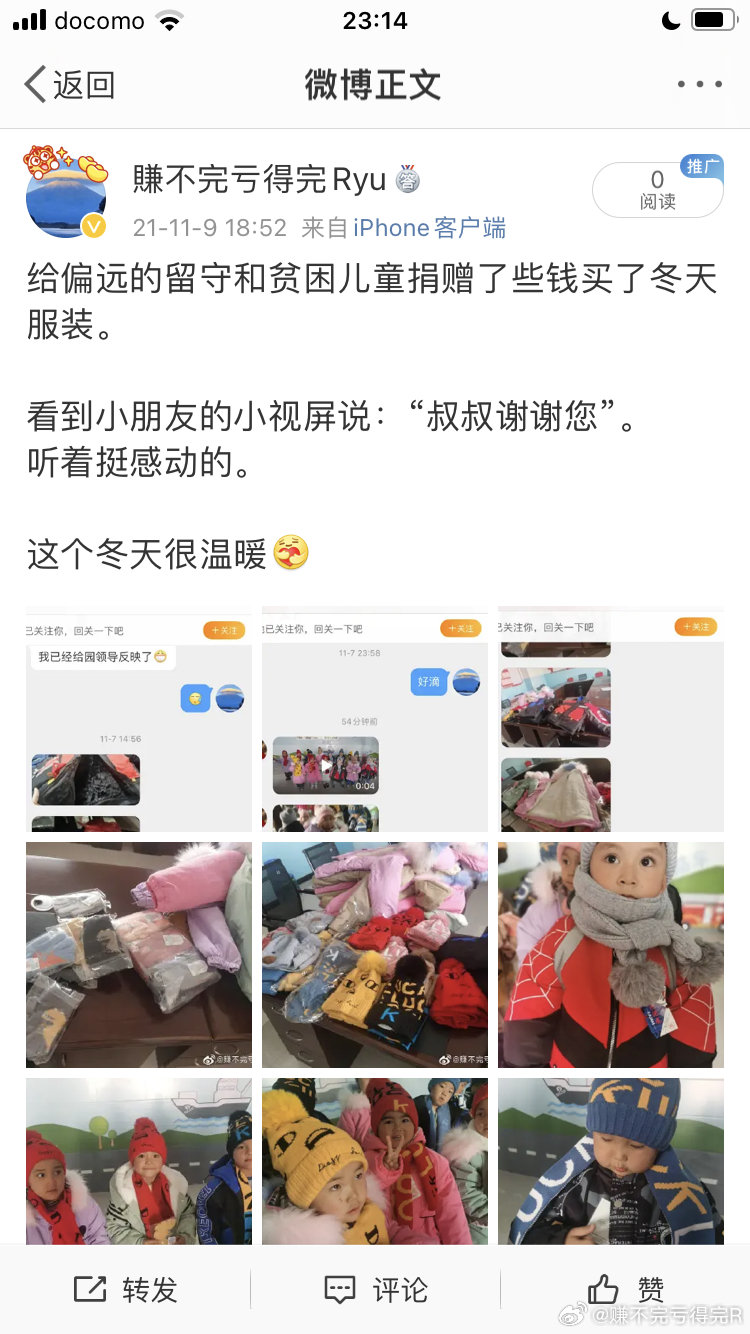 docomo
23:14
返回
微博正文
賺不完亏得完Ryu
答
推广
0
阅读
21-11-9 18:52 来自 iPhone客户端
给偏远的留守和贫困儿童捐赠了些钱买了冬天
服装。
看到小朋友的小视屏说：“叔叔谢谢您”。
听着挺感动的。
这个冬天很温暖
已关注你，回关一下吧
+关注
我已经给园领导反映了
11-7 14:56
已关注你，回关一下吧
+关注
11-7 23:58
好滴
54分钟前
0:04
已关注你，回关一下吧
+关注
@賺不完亏
LUCK
K
@賺不完亏
K
K
转发
评论
赞
@賺不完亏得完R